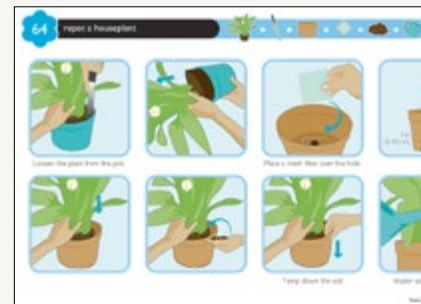 64
repot a houseplant
Loosen the plant from the pot
Place a mesh filter over the hole
Tamp down the soil
Water